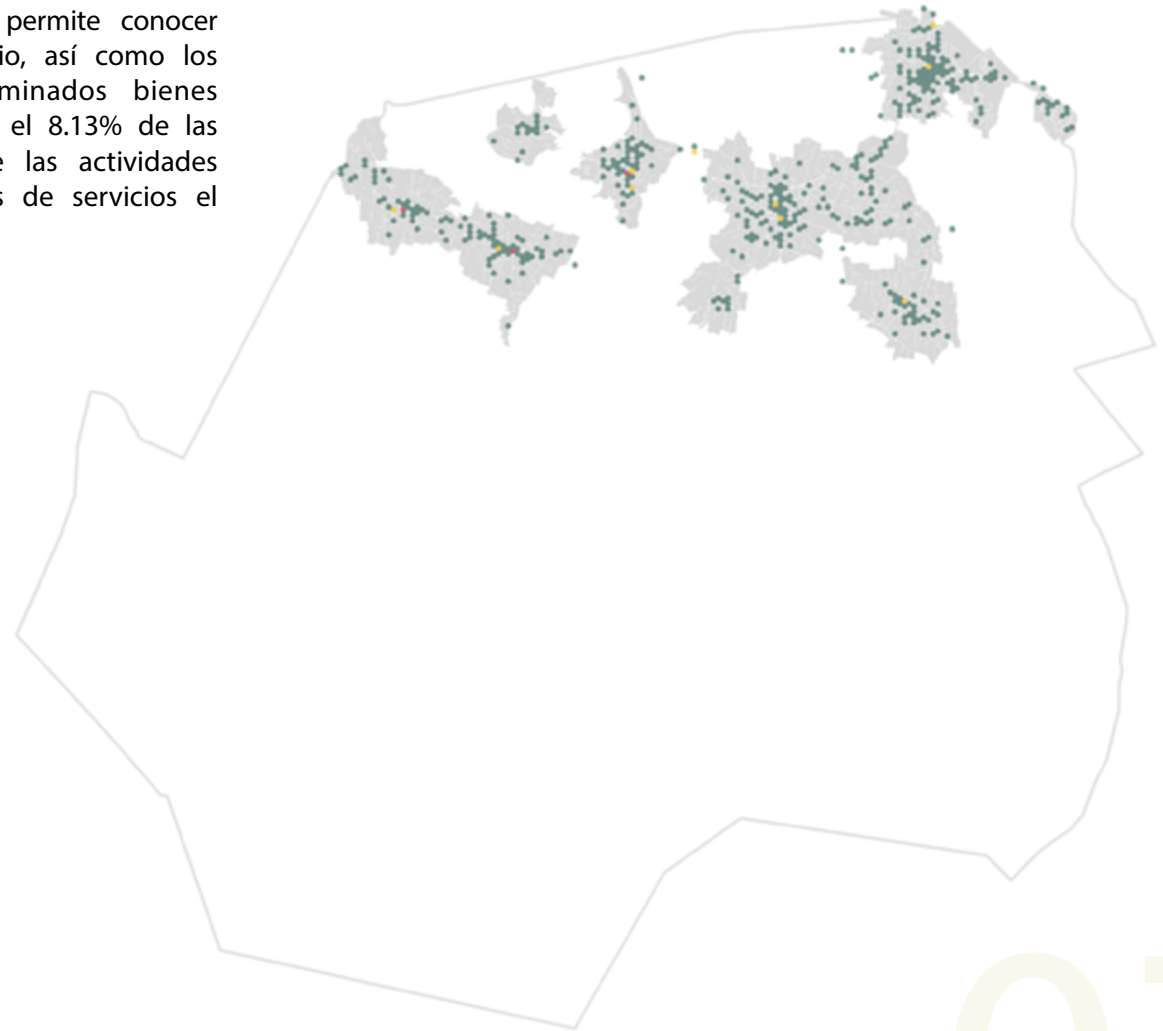 permite conocer
io, así como los
minados bienes
el 8.13% de las
e las actividades
s de servicios el